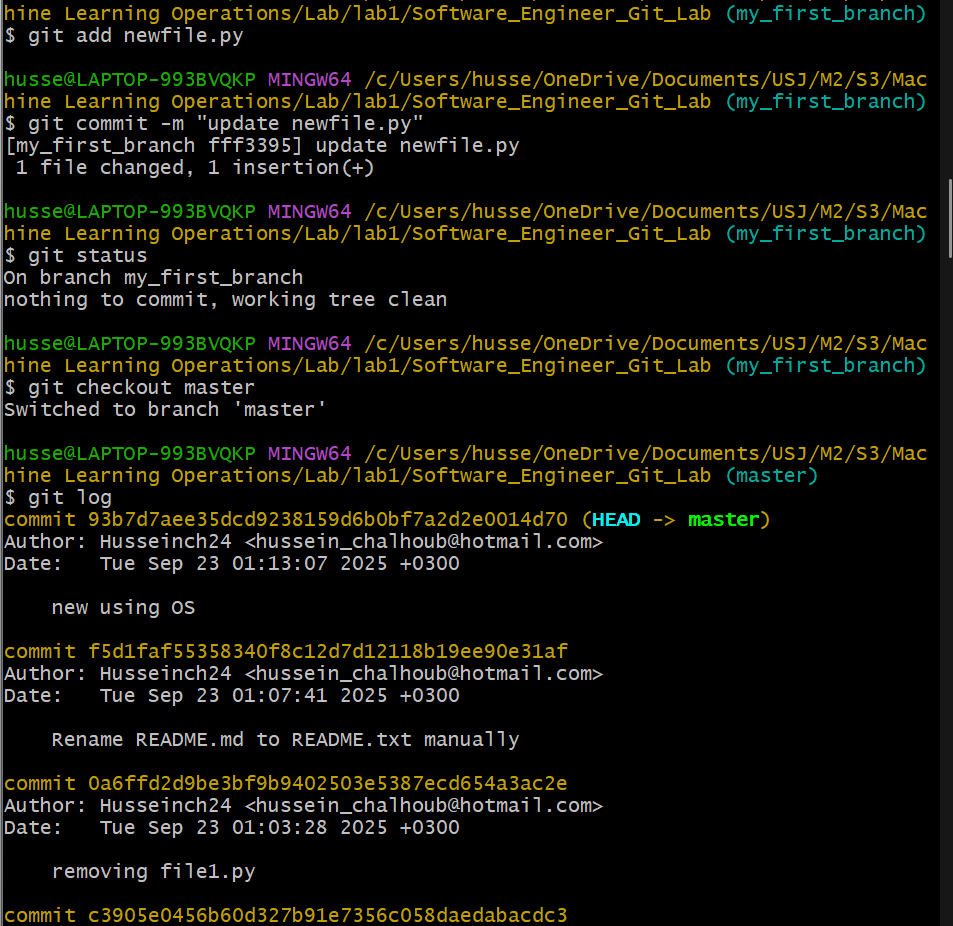 hine Learning Operations/Lab/lab1/Software_Engineer_Git_Lab (my_first_branch)
$ git add newfile.py
husse@LAPTOP-993BVQKP MINGW64 /c/Users/husse/OneDrive/Documents/USJ/M2/S3/Mac
hine Learning Operations/Lab/lab1/Software_Engineer_Git_Lab (my_first_branch)
$ git commit -m "update newfile.py"
[my_first_branch fff3395] update newfile.py
 1 file changed, 1 insertion(+)
husse@LAPTOP-993BVQKP MINGW64 /c/Users/husse/OneDrive/Documents/USJ/M2/S3/Mac
hine Learning Operations/Lab/lab1/Software_Engineer_Git_Lab (my_first_branch)
$ git status
On branch my_first_branch
nothing to commit, working tree clean
husse@LAPTOP-993BVQKP MINGW64 /c/Users/husse/OneDrive/Documents/USJ/M2/S3/Mac
hine Learning Operations/Lab/lab1/Software_Engineer_Git_Lab (my_first_branch)
$ git checkout master
Switched to branch 'master'
husse@LAPTOP-993BVQKP MINGW64 /c/Users/husse/OneDrive/Documents/USJ/M2/S3/Mac
hine Learning Operations/Lab/lab1/Software_Engineer_Git_Lab (master)
$ git log
commit 93b7d7aee35dcd9238159d6b0bf7a2d2e0014d70 (HEAD -> master)
Author: Husseinch24 <hussein_chalhoub@hotmail.com>
Date:   Tue Sep 23 01:13:07 2025 +0300
    new using OS
commit f5d1faf55358340f8c12d7d12118b19ee90e31af
Author: Husseinch24 <hussein_chalhoub@hotmail.com>
Date:   Tue Sep 23 01:07:41 2025 +0300
    Rename README.md to README.txt manually
commit 0a6ffd2d9be3bf9b9402503e5387ecd654a3ac2e
Author: Husseinch24 <hussein_chalhoub@hotmail.com>
Date:   Tue Sep 23 01:03:28 2025 +0300
    removing file1.py
commit c3905e0456b60d327b91e7356c058daedabacdc3